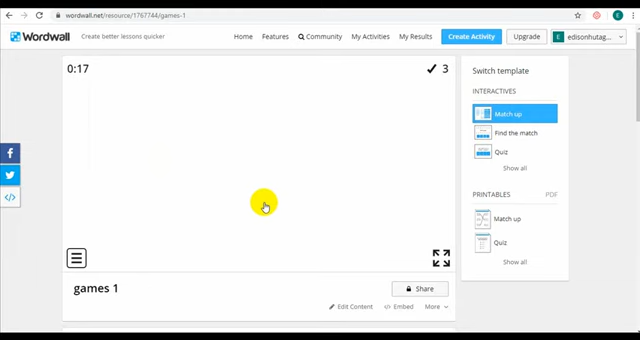 wordwall.net/resource/1767744/games-1
Wordwall
Create better lessons quicker
Home
Features
Community
My Activities
My Results
Create Activity
Upgrade
E
edisonhutag...
0:17
3
Switch template
INTERACTIVES
Match up
Find the match
Quiz
Show all
PRINTABLES
PDF
Match up
Quiz
Show all
games 1
Share
Edit Content
Embed
More